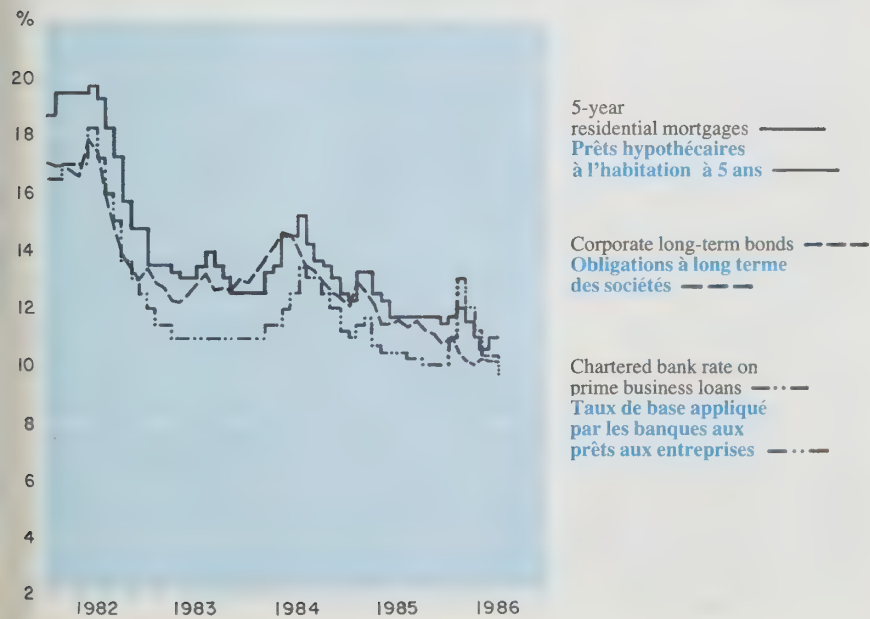 %
20
18
16
14
12
10
8
6
4
2
1982 1983 1984 1985 1986
5-year
residential mortgages
Prêts hypothécaires
à l'habitation à 5 ans
Corporate long-term bonds
Obligations à long terme
des sociétés
Chartered bank rate on
prime business loans
Taux de base appliqué
par les banques aux
prêts aux entreprises